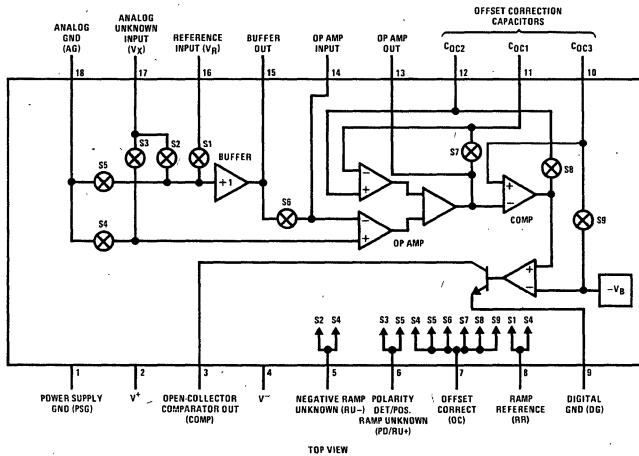 OFFSET CORRECTION
CAPACITORS
ANALOG
GND
(AG)
ANALOG
UNKNOWN
INPUT
(VX)
REFERENCE
INPUT (VR)
BUFFER
OUT
OP AMP
INPUT
OP AMP
OUT
COC2
COC1
COC3
18
17
16
15
14
13
12
11
10
S3
S2
S1
BUFFER
+1
S5
S4
S6
S7
S8
S9
−
+
−
+
OP AMP
+
−
COMP
+
−
−VB
S2 S4
S3 S5 S4 S5 S6 S7 S8 S9 S1 S4
1
2
3
4
5
6
7
8
9
POWER SUPPLY
GND (PSG)
V+
OPEN-COLLECTOR
COMPARATOR OUT
(COMP)
V−
NEGATIVE RAMP
UNKNOWN (RU−)
POLARITY
DET/POS.
RAMP UNKNOWN
(PD/RU+)
OFFSET
CORRECT
(OC)
RAMP
REFERENCE
(RR)
DIGITAL
GND (DG)
TOP VIEW